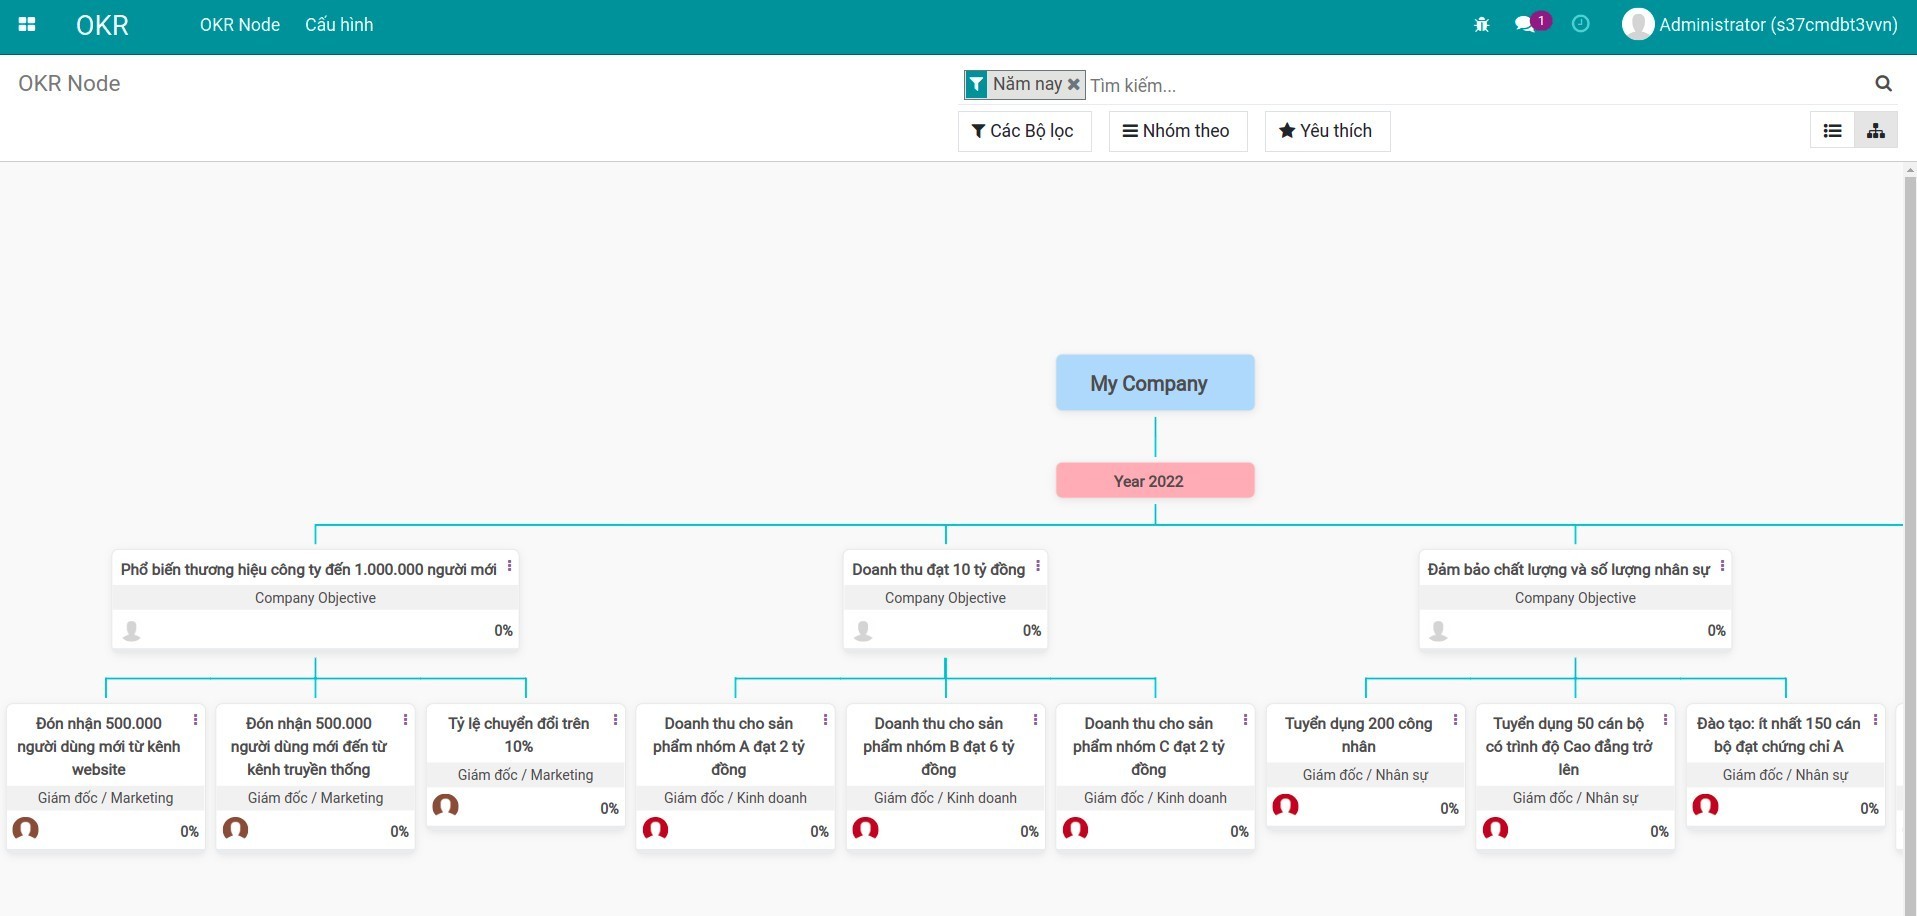 OKR
OKR Node
Cấu hình
1
Administrator (s37cmdbt3vvn)
OKR Node
Năm nay
Tìm kiếm...
Các Bộ lọc
Nhóm theo
Yêu thích
My Company
Year 2022
Phổ biến thương hiệu công ty đến 1.000.000 người mới
Company Objective
0%
Doanh thu đạt 10 tỷ đồng
Company Objective
0%
Đảm bảo chất lượng và số lượng nhân sự
Company Objective
0%
Đón nhận 500.000
người dùng mới từ kênh
website
Giám đốc / Marketing
0%
Đón nhận 500.000
người dùng mới đến từ
kênh truyền thống
Giám đốc / Marketing
0%
Tỷ lệ chuyển đổi trên
10%
Giám đốc / Marketing
0%
Doanh thu cho sản
phẩm nhóm A đạt 2 tỷ
đồng
Giám đốc / Kinh doanh
0%
Doanh thu cho sản
phẩm nhóm B đạt 6 tỷ
đồng
Giám đốc / Kinh doanh
0%
Doanh thu cho sản
phẩm nhóm C đạt 2 tỷ
đồng
Giám đốc / Kinh doanh
0%
Tuyển dụng 200 công
nhân
Giám đốc / Nhân sự
0%
Tuyển dụng 50 cán bộ
có trình độ Cao đẳng trở
lên
Giám đốc / Nhân sự
0%
Đào tạo: ít nhất 150 cán
bộ đạt chứng chỉ A
Giám đốc / Nhân sự
0%